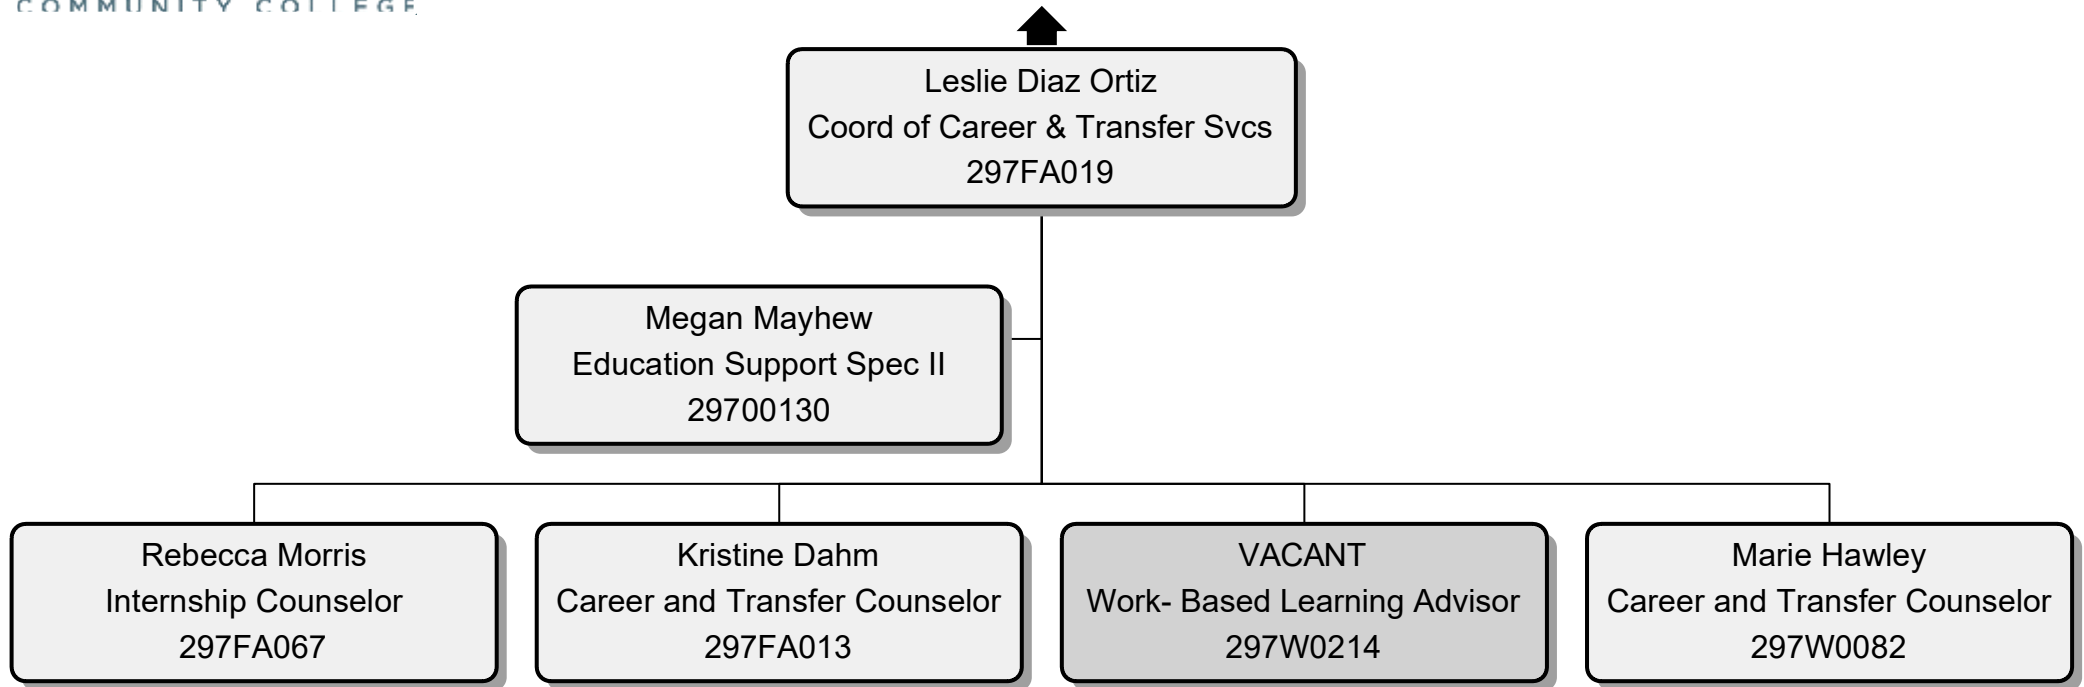 COMMUNITY COLLEGE
Leslie Diaz Ortiz
Coord of Career & Transfer Svcs
297FA019
Megan Mayhew
Education Support Spec II
29700130
Rebecca Morris
Internship Counselor
297FA067
Kristine Dahm
Career and Transfer Counselor
297FA013
VACANT
Work- Based Learning Advisor
297W0214
Marie Hawley
Career and Transfer Counselor
297W0082